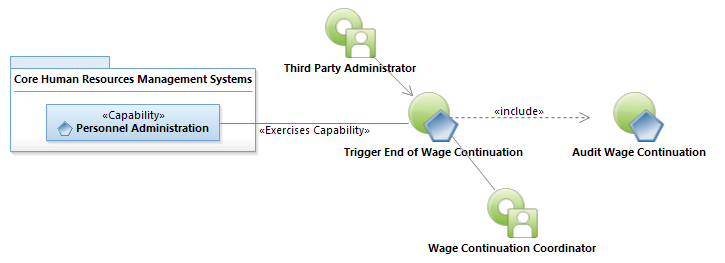 Third Party Administrator
Core Human Resources Management Systems
«Capability»
Personnel Administration
«Exercises Capability»
«include»
Trigger End of Wage Continuation
Audit Wage Continuation
Wage Continuation Coordinator